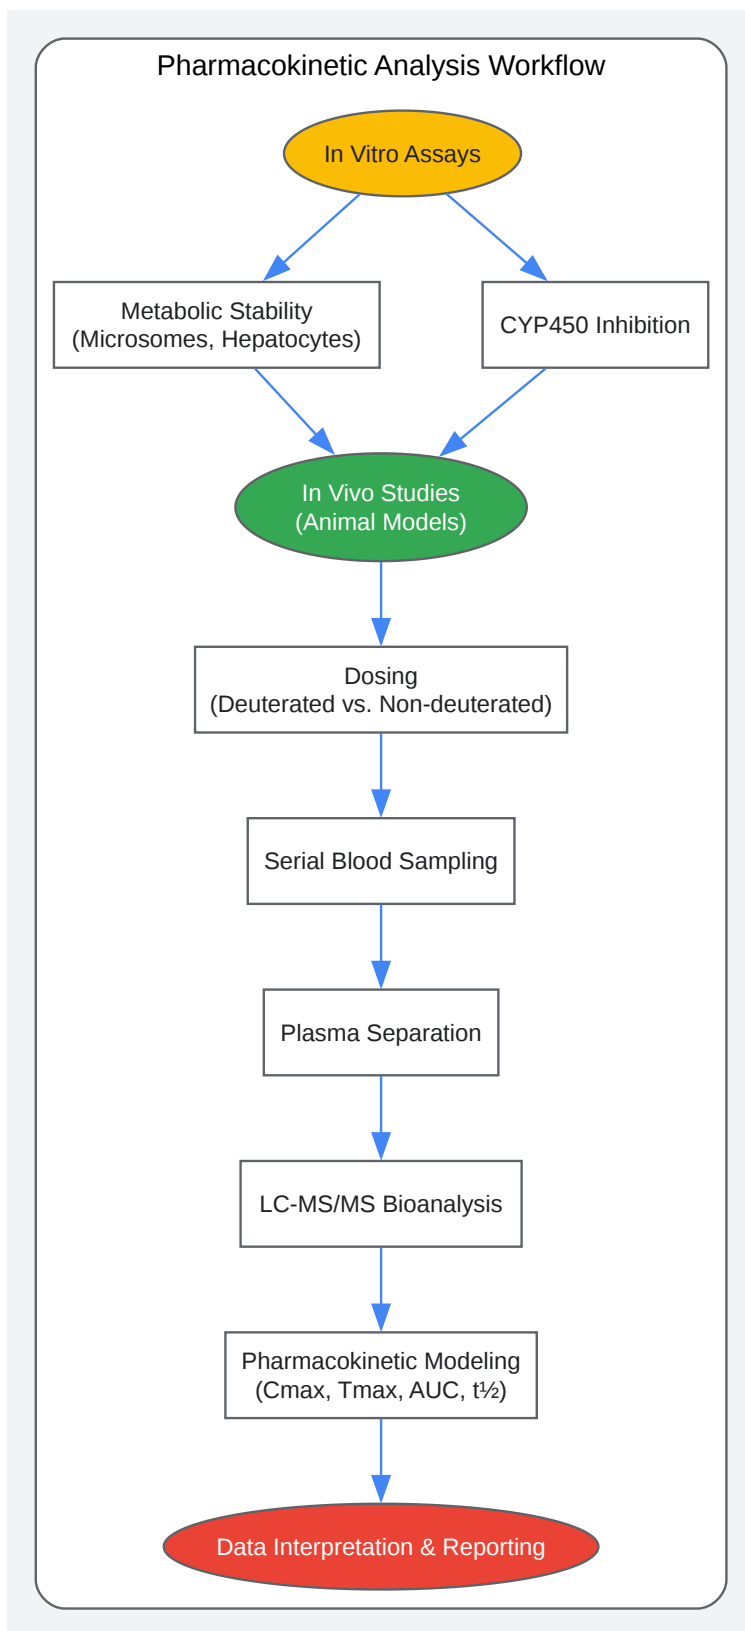 Pharmacokinetic Analysis Workflow
In Vitro Assays
Metabolic Stability
(Microsomes, Hepatocytes)
CYP450 Inhibition
In Vivo Studies
(Animal Models)
Dosing
(Deuterated vs. Non-deuterated)
Serial Blood Sampling
Plasma Separation
LC-MS/MS Bioanalysis
Pharmacokinetic Modeling
(Cmax, Tmax, AUC, t½)
Data Interpretation & Reporting